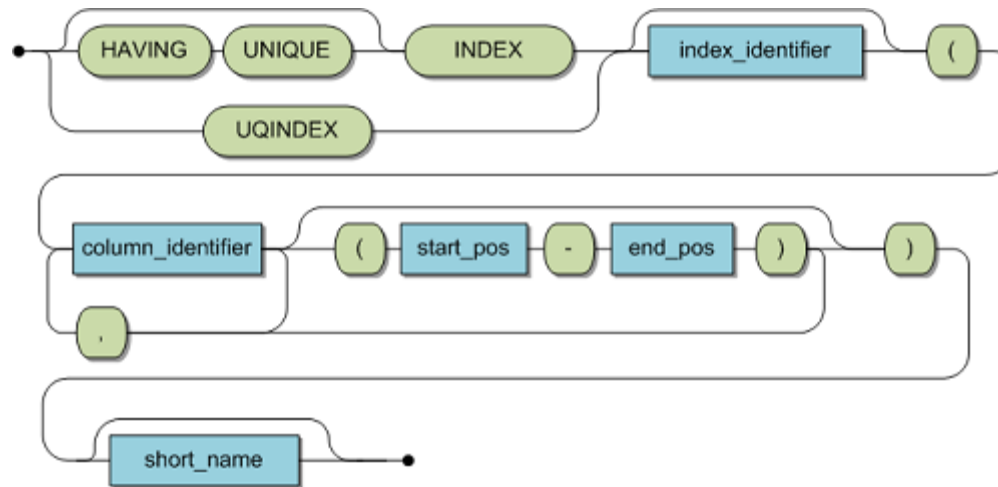 HAVING UNIQUE INDEX index_identifier (
UQINDEX
column_identifier ( start_pos - end_pos ) )
,
short_name